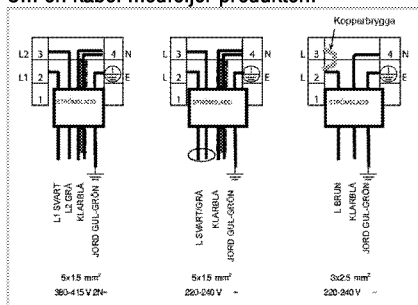 Om en kabel medföljer produkten:
Kopparbrygga
L2 3 4 N
L1 2 E
1
L 3 4 N
L 2 E
1
L 3 4 N
L 2 E
1
L1 SVART
L2 GRÅ
KLARBLÅ
JORD GUL-GRÖN
L SVART/GRÅ
KLARBLÅ
JORD GUL-GRÖN
L BRUN
KLARBLÅ
JORD GUL-GRÖN
5x1.5 mm²
380-415 V 2N~
5x1.5 mm²
220-240 V ~
3x2.5 mm²
220-240 V ~